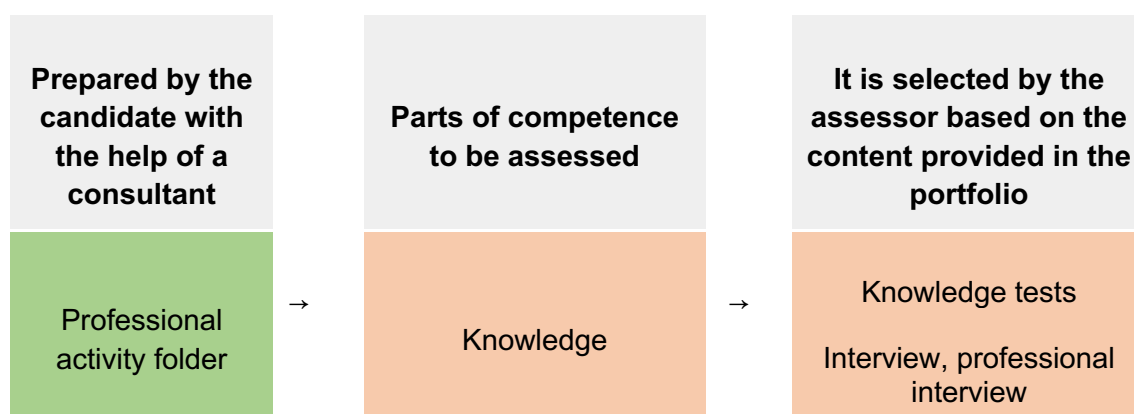 Prepared by the
candidate with
the help of a
consultant
Parts of competence
to be assessed
It is selected by the
assessor based on the
content provided in the
portfolio
Professional
activity folder
→
Knowledge
→
Knowledge tests
Interview, professional
interview